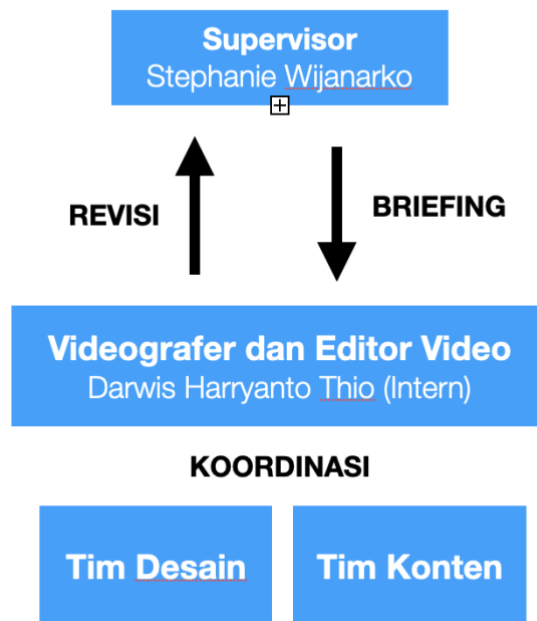 Supervisor
Stephanie Wijanarko
REVISI
BRIEFING
Videografer dan Editor Video
Darwis Harryanto Thio (Intern)
KOORDINASI
Tim Desain
Tim Konten